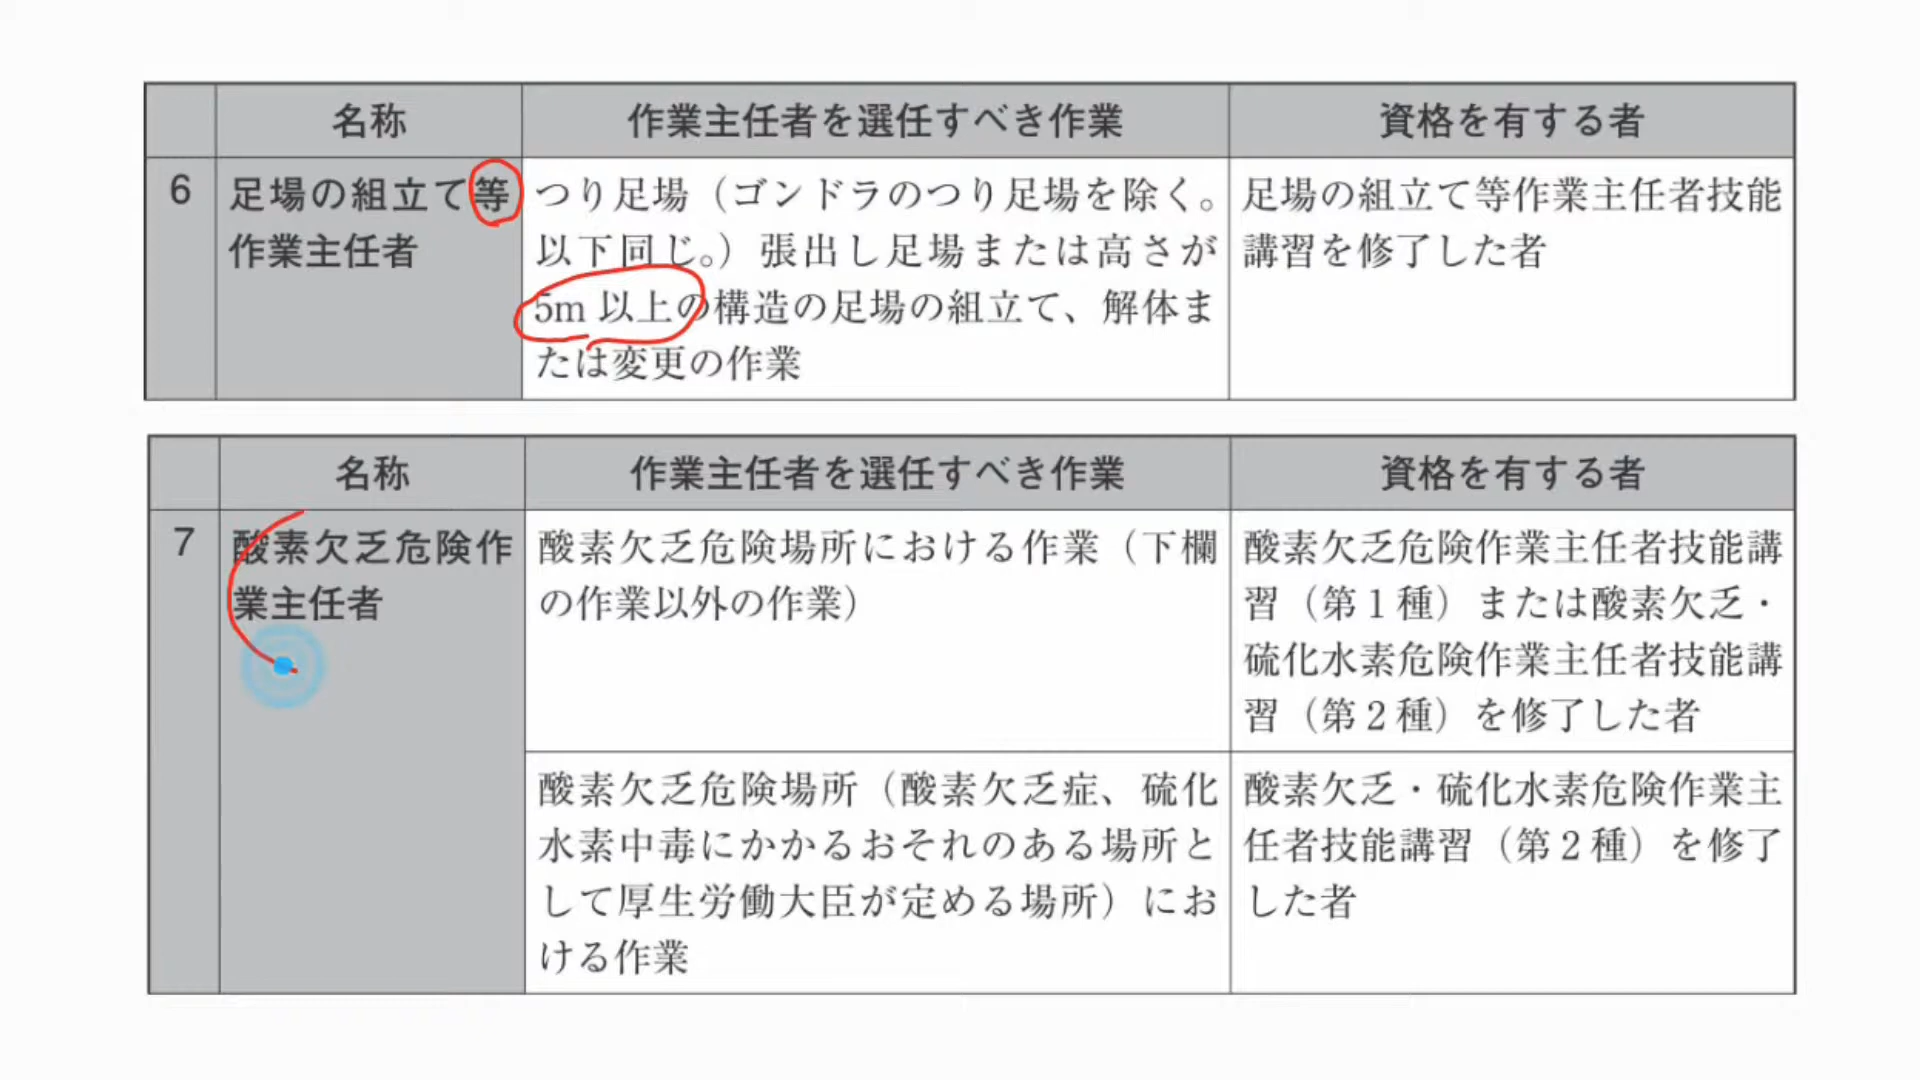 名称
作業主任者を選任すべき作業
資格を有する者
6
足場の組立て等
作業主任者
つり足場（ゴンドラのつり足場を除く。
以下同じ。）張出し足場または高さが
5m 以上の構造の足場の組立て、解体ま
たは変更の作業
足場の組立て等作業主任者技能
講習を修了した者
名称
作業主任者を選任すべき作業
資格を有する者
7
酸素欠乏危険作
業主任者
酸素欠乏危険場所における作業（下欄
の作業以外の作業）
酸素欠乏危険作業主任者技能講
習（第１種）または酸素欠乏・
硫化水素危険作業主任者技能講
習（第２種）を修了した者
酸素欠乏危険場所（酸素欠乏症、硫化
水素中毒にかかるおそれのある場所と
して厚生労働大臣が定める場所）にお
ける作業
酸素欠乏・硫化水素危険作業主
任者技能講習（第２種）を修了
した者